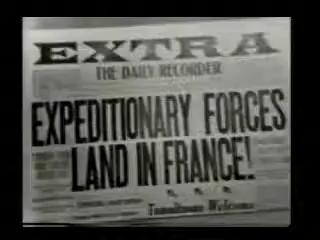 EXTRA
THE DAILY RECORDER
EXPEDITIONARY FORCES
LAND IN FRANCE!
Tumultuous Welcome